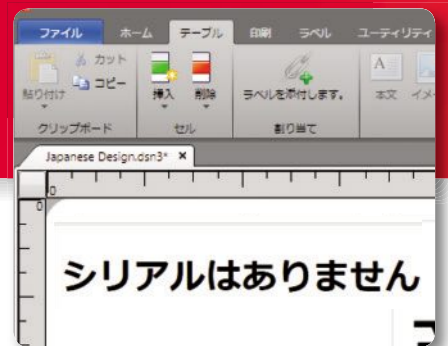 ファイル ホーム テーブル 印刷 ラベル ユーティリティ
カット
コピー
貼り付け 挿入 削除 ラベルを添付します。 本文 イメ
クリップボード セル 割り当て
Japanese Design.dsn3* ×
0
0
シリアルはありません